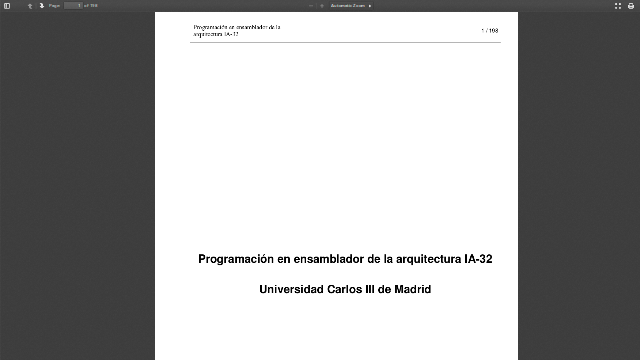 Page:
1
of 198
Automatic Zoom
Programación en ensamblador de la
arquitectura IA-32
1 / 198
Programación en ensamblador de la arquitectura IA-32
Universidad Carlos III de Madrid